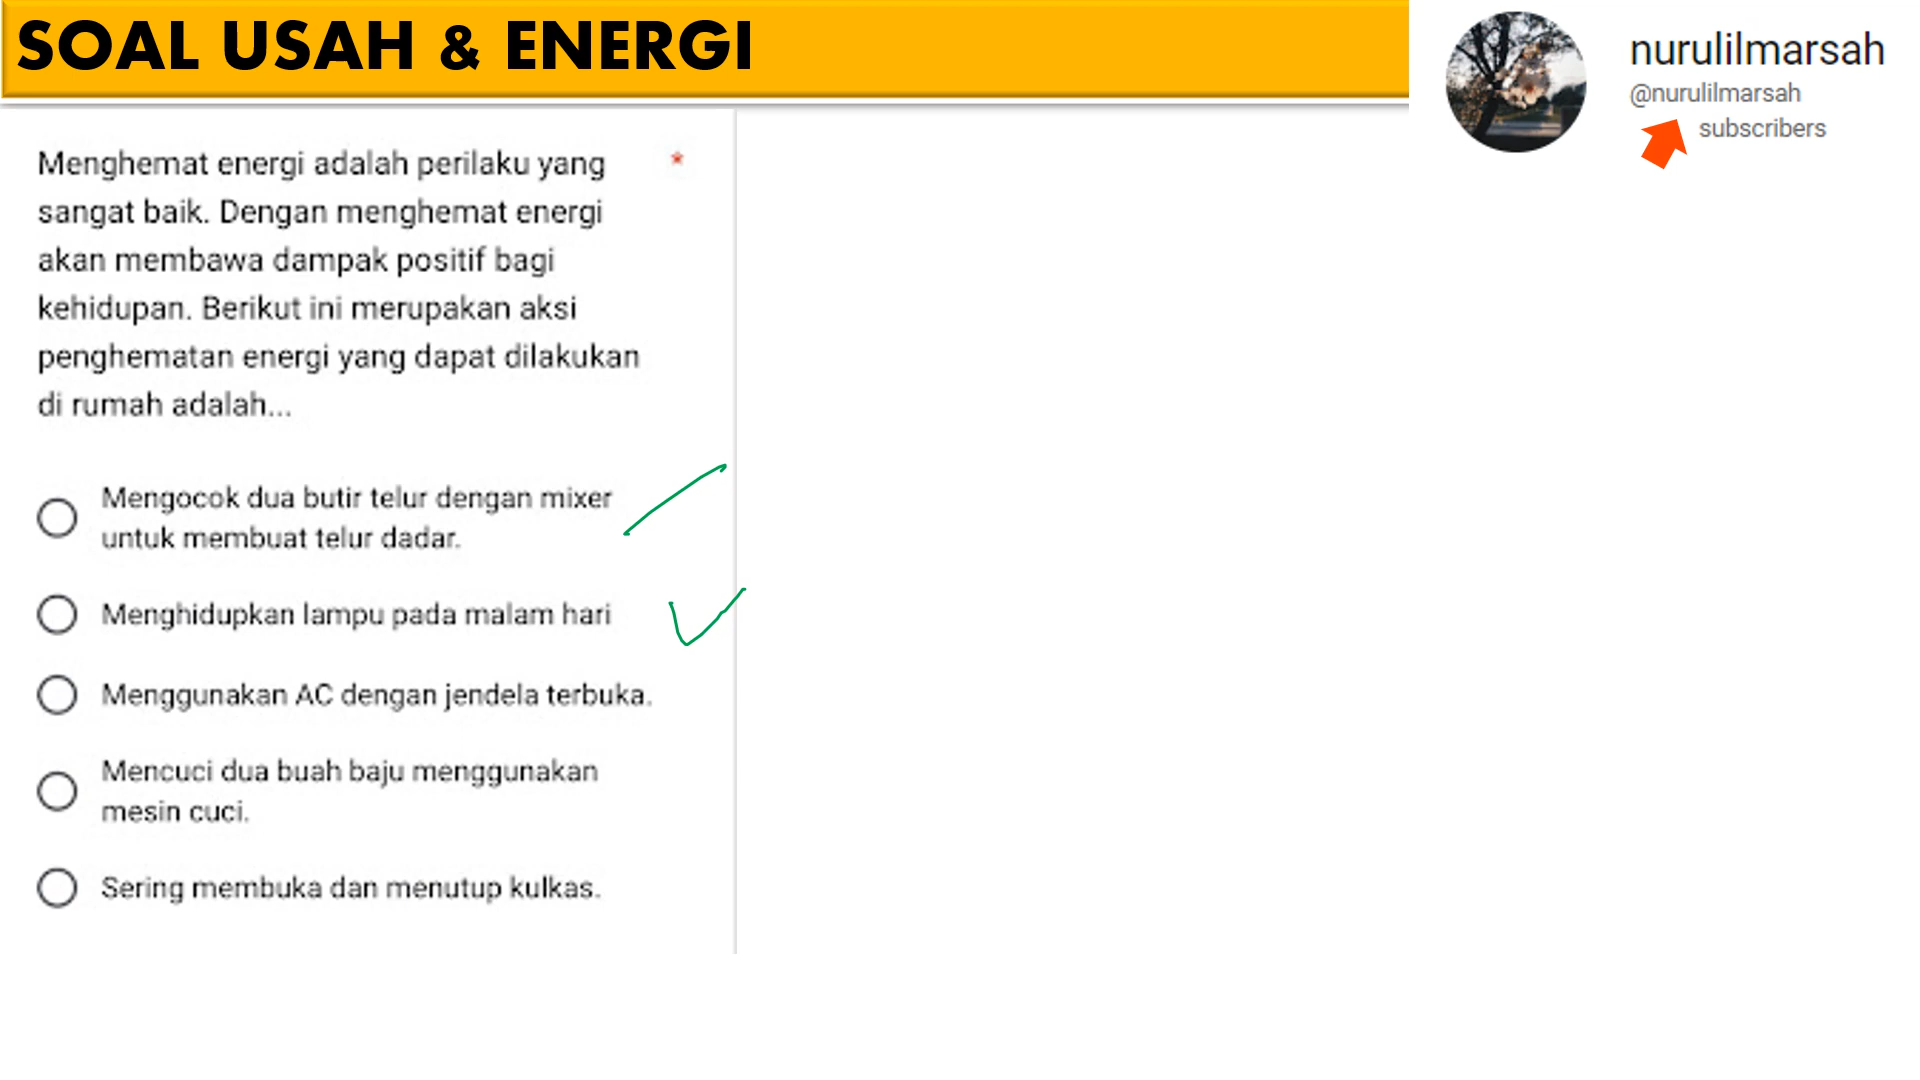 SOAL USAH & ENERGI
nurulilmarsah
@nurulilmarsah
subscribers
Menghemat energi adalah perilaku yang *
sangat baik. Dengan menghemat energi
akan membawa dampak positif bagi
kehidupan. Berikut ini merupakan aksi
penghematan energi yang dapat dilakukan
di rumah adalah...
Mengocok dua butir telur dengan mixer
untuk membuat telur dadar.
Menghidupkan lampu pada malam hari
Menggunakan AC dengan jendela terbuka.
Mencuci dua buah baju menggunakan
mesin cuci.
Sering membuka dan menutup kulkas.